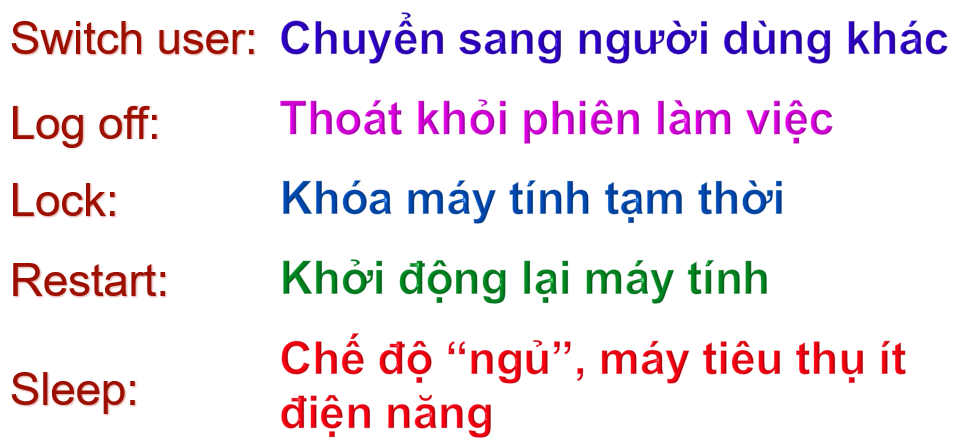 Switch user: Chuyển sang người dùng khác
Log off: Thoát khỏi phiên làm việc
Lock: Khóa máy tính tạm thời
Restart: Khởi động lại máy tính
Sleep: Chế độ “ngủ”, máy tiêu thụ ít
điện năng